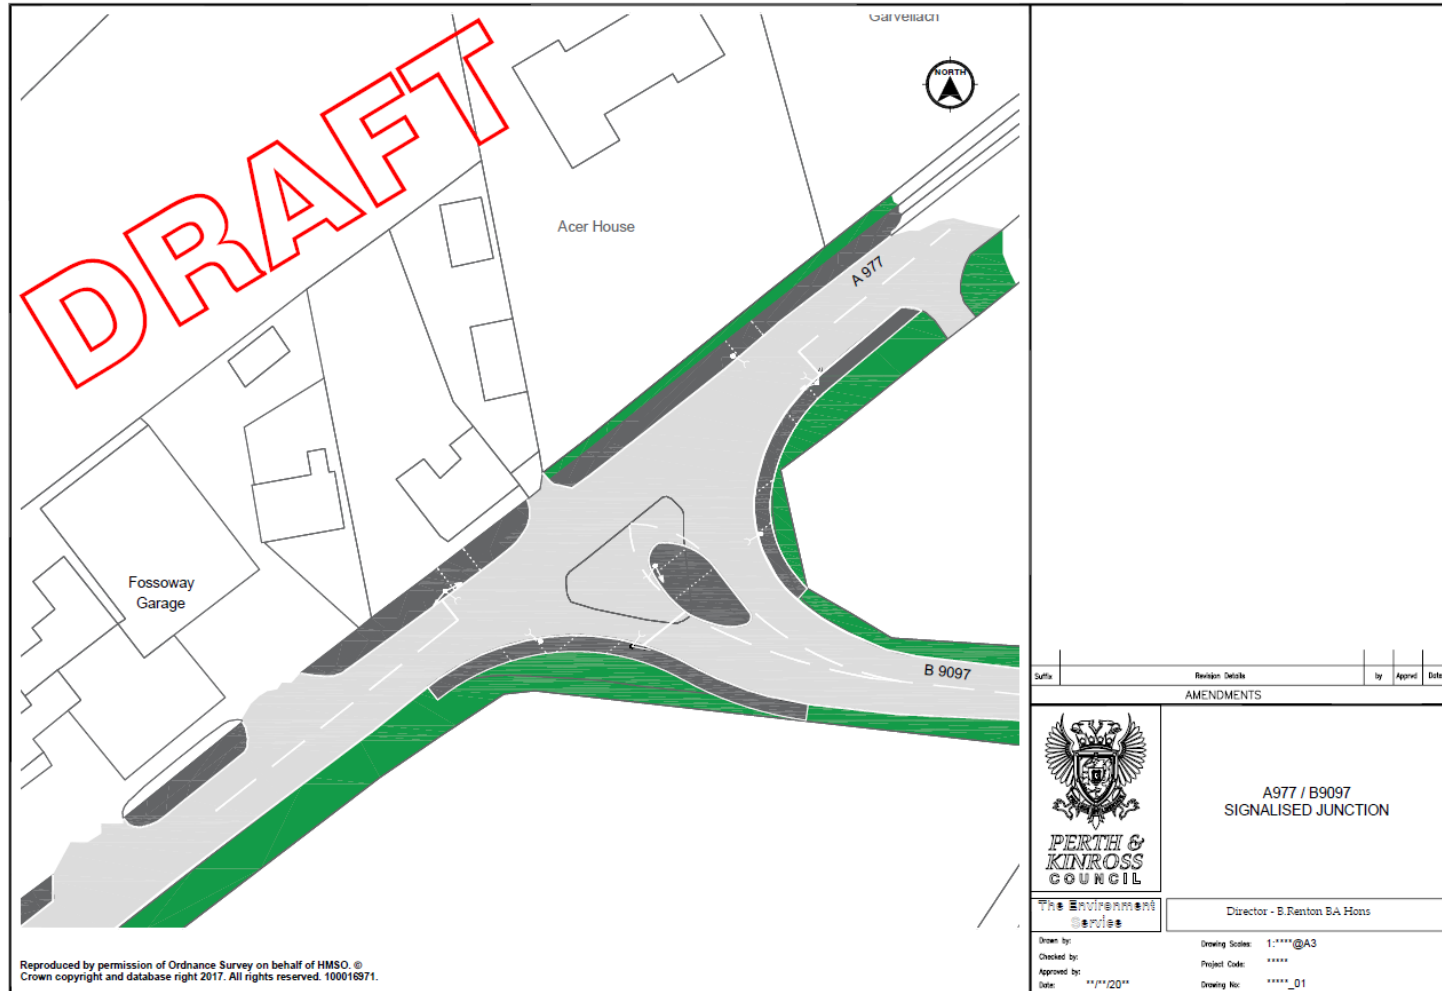 Garvellach
NORTH
DRAFT
Acer House
A 977
Fossoway
Garage
B 9097
Suffix Revision Details by Apprvd Date
AMENDMENTS
A977 / B9097
SIGNALISED JUNCTION
PERTH &
KINROSS
COUNCIL
The Environment
Service
Director - B.Renton BA Hons
Drawn by:
Checked by:
Approved by:
Date: **/**/20**
Drawing Scales: 1:****@A3
Project Code: *****
Drawing No: *****_01
Reproduced by permission of Ordnance Survey on behalf of HMSO. ©
Crown copyright and database right 2017. All rights reserved. 100016971.